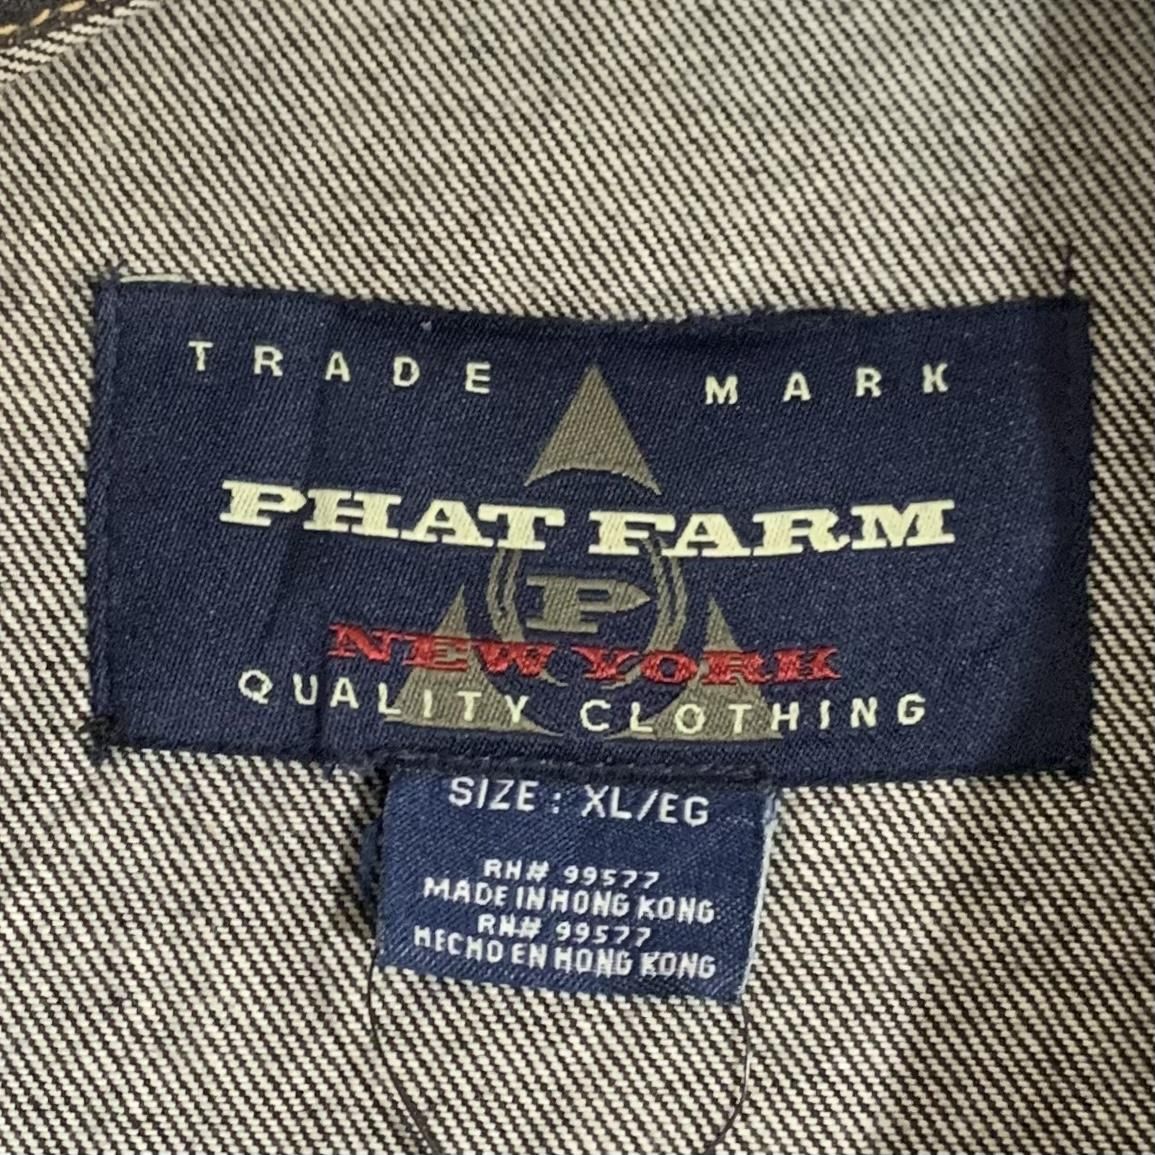 TRADE MARK
PHAT FARM
P
NEW YORK
QUALITY CLOTHING
SIZE : XL/EG
RN# 99577
MADE IN HONG KONG
RN# 99577
HECHO EN HONG KONG